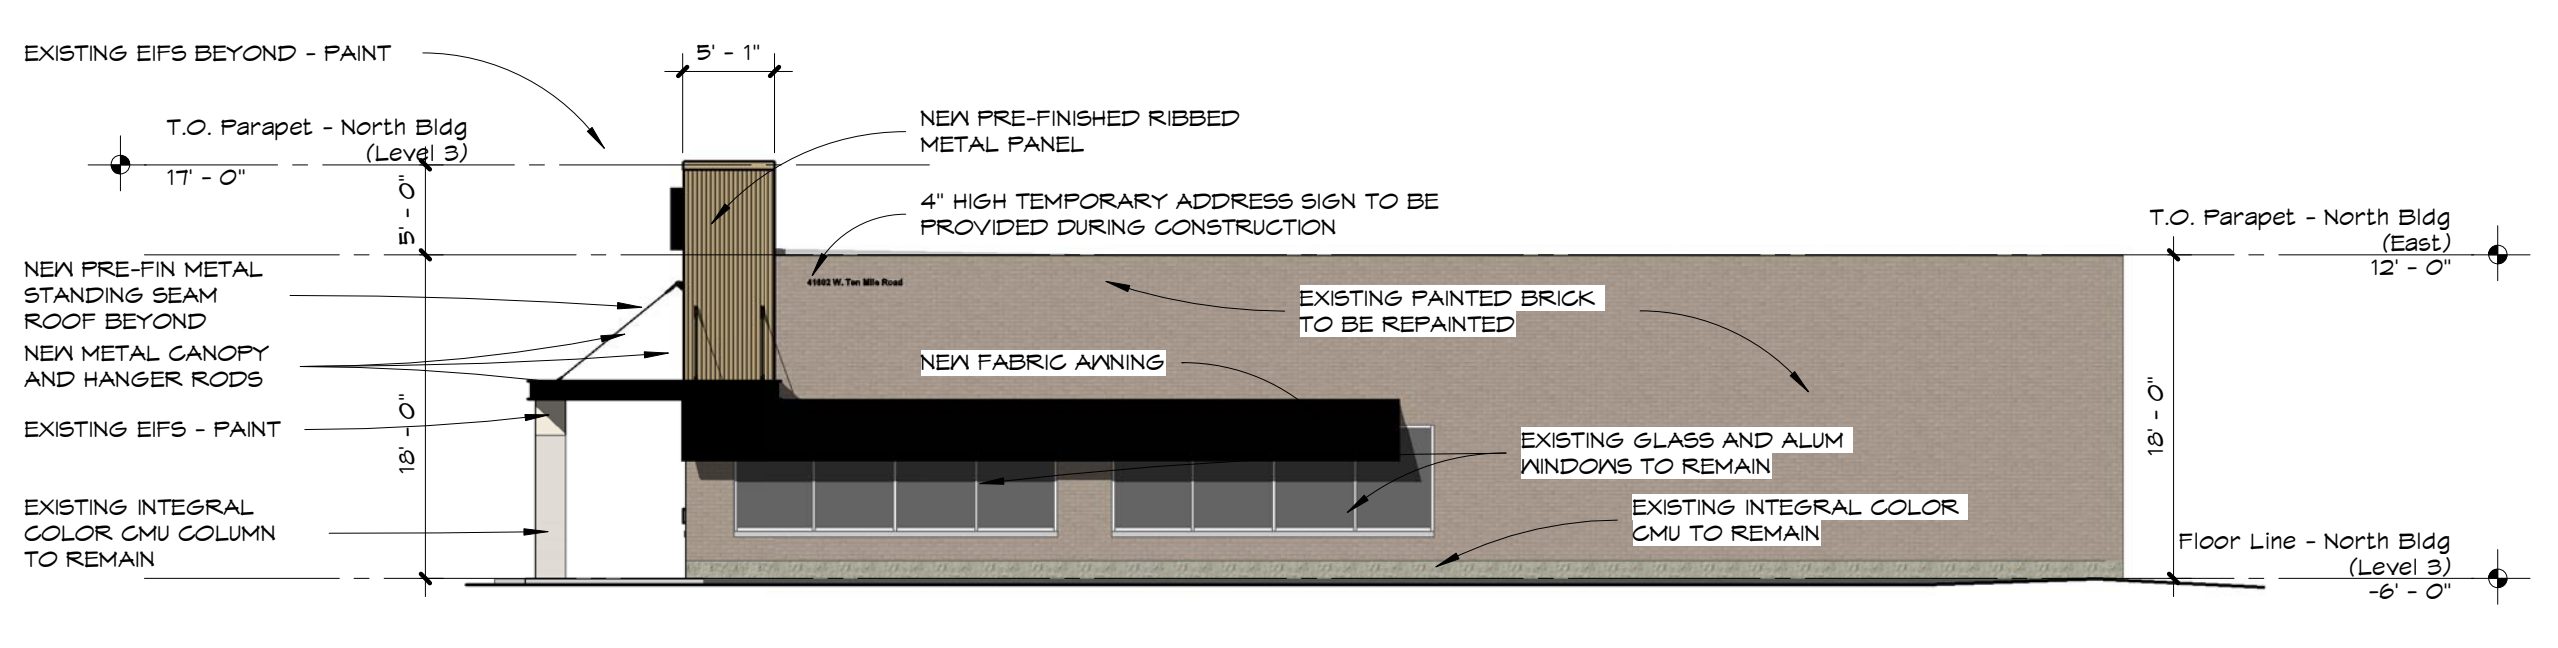 EXISTING EIFS BEYOND - PAINT
5' - 1"
NEW PRE-FINISHED RIBBED
METAL PANEL
T.O. Parapet - North Bldg
(Level 3)
17' - 0"
5' - 0"
4" HIGH TEMPORARY ADDRESS SIGN TO BE
PROVIDED DURING CONSTRUCTION
T.O. Parapet - North Bldg
(East)
12' - 0"
NEW PRE-FIN METAL
STANDING SEAM
ROOF BEYOND
41602 W. Ten Mile Road
EXISTING PAINTED BRICK
TO BE REPAINTED
NEW METAL CANOPY
AND HANGER RODS
NEW FABRIC AWNING
EXISTING EIFS - PAINT
18' - 0"
18' - 0"
EXISTING GLASS AND ALUM
WINDOWS TO REMAIN
EXISTING INTEGRAL
COLOR CMU COLUMN
TO REMAIN
EXISTING INTEGRAL COLOR
CMU TO REMAIN
Floor Line - North Bldg
(Level 3)
-6' - 0"